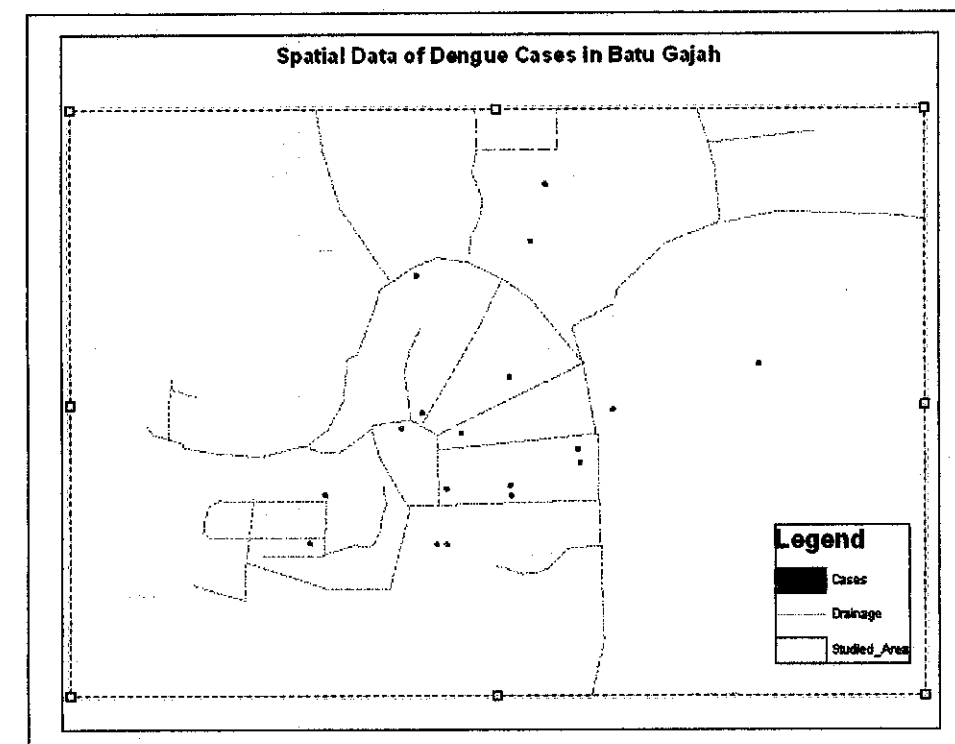 Spatial Data of Dengue Cases in Batu Gajah
Legend
Cases
Drainage
Studied_Area